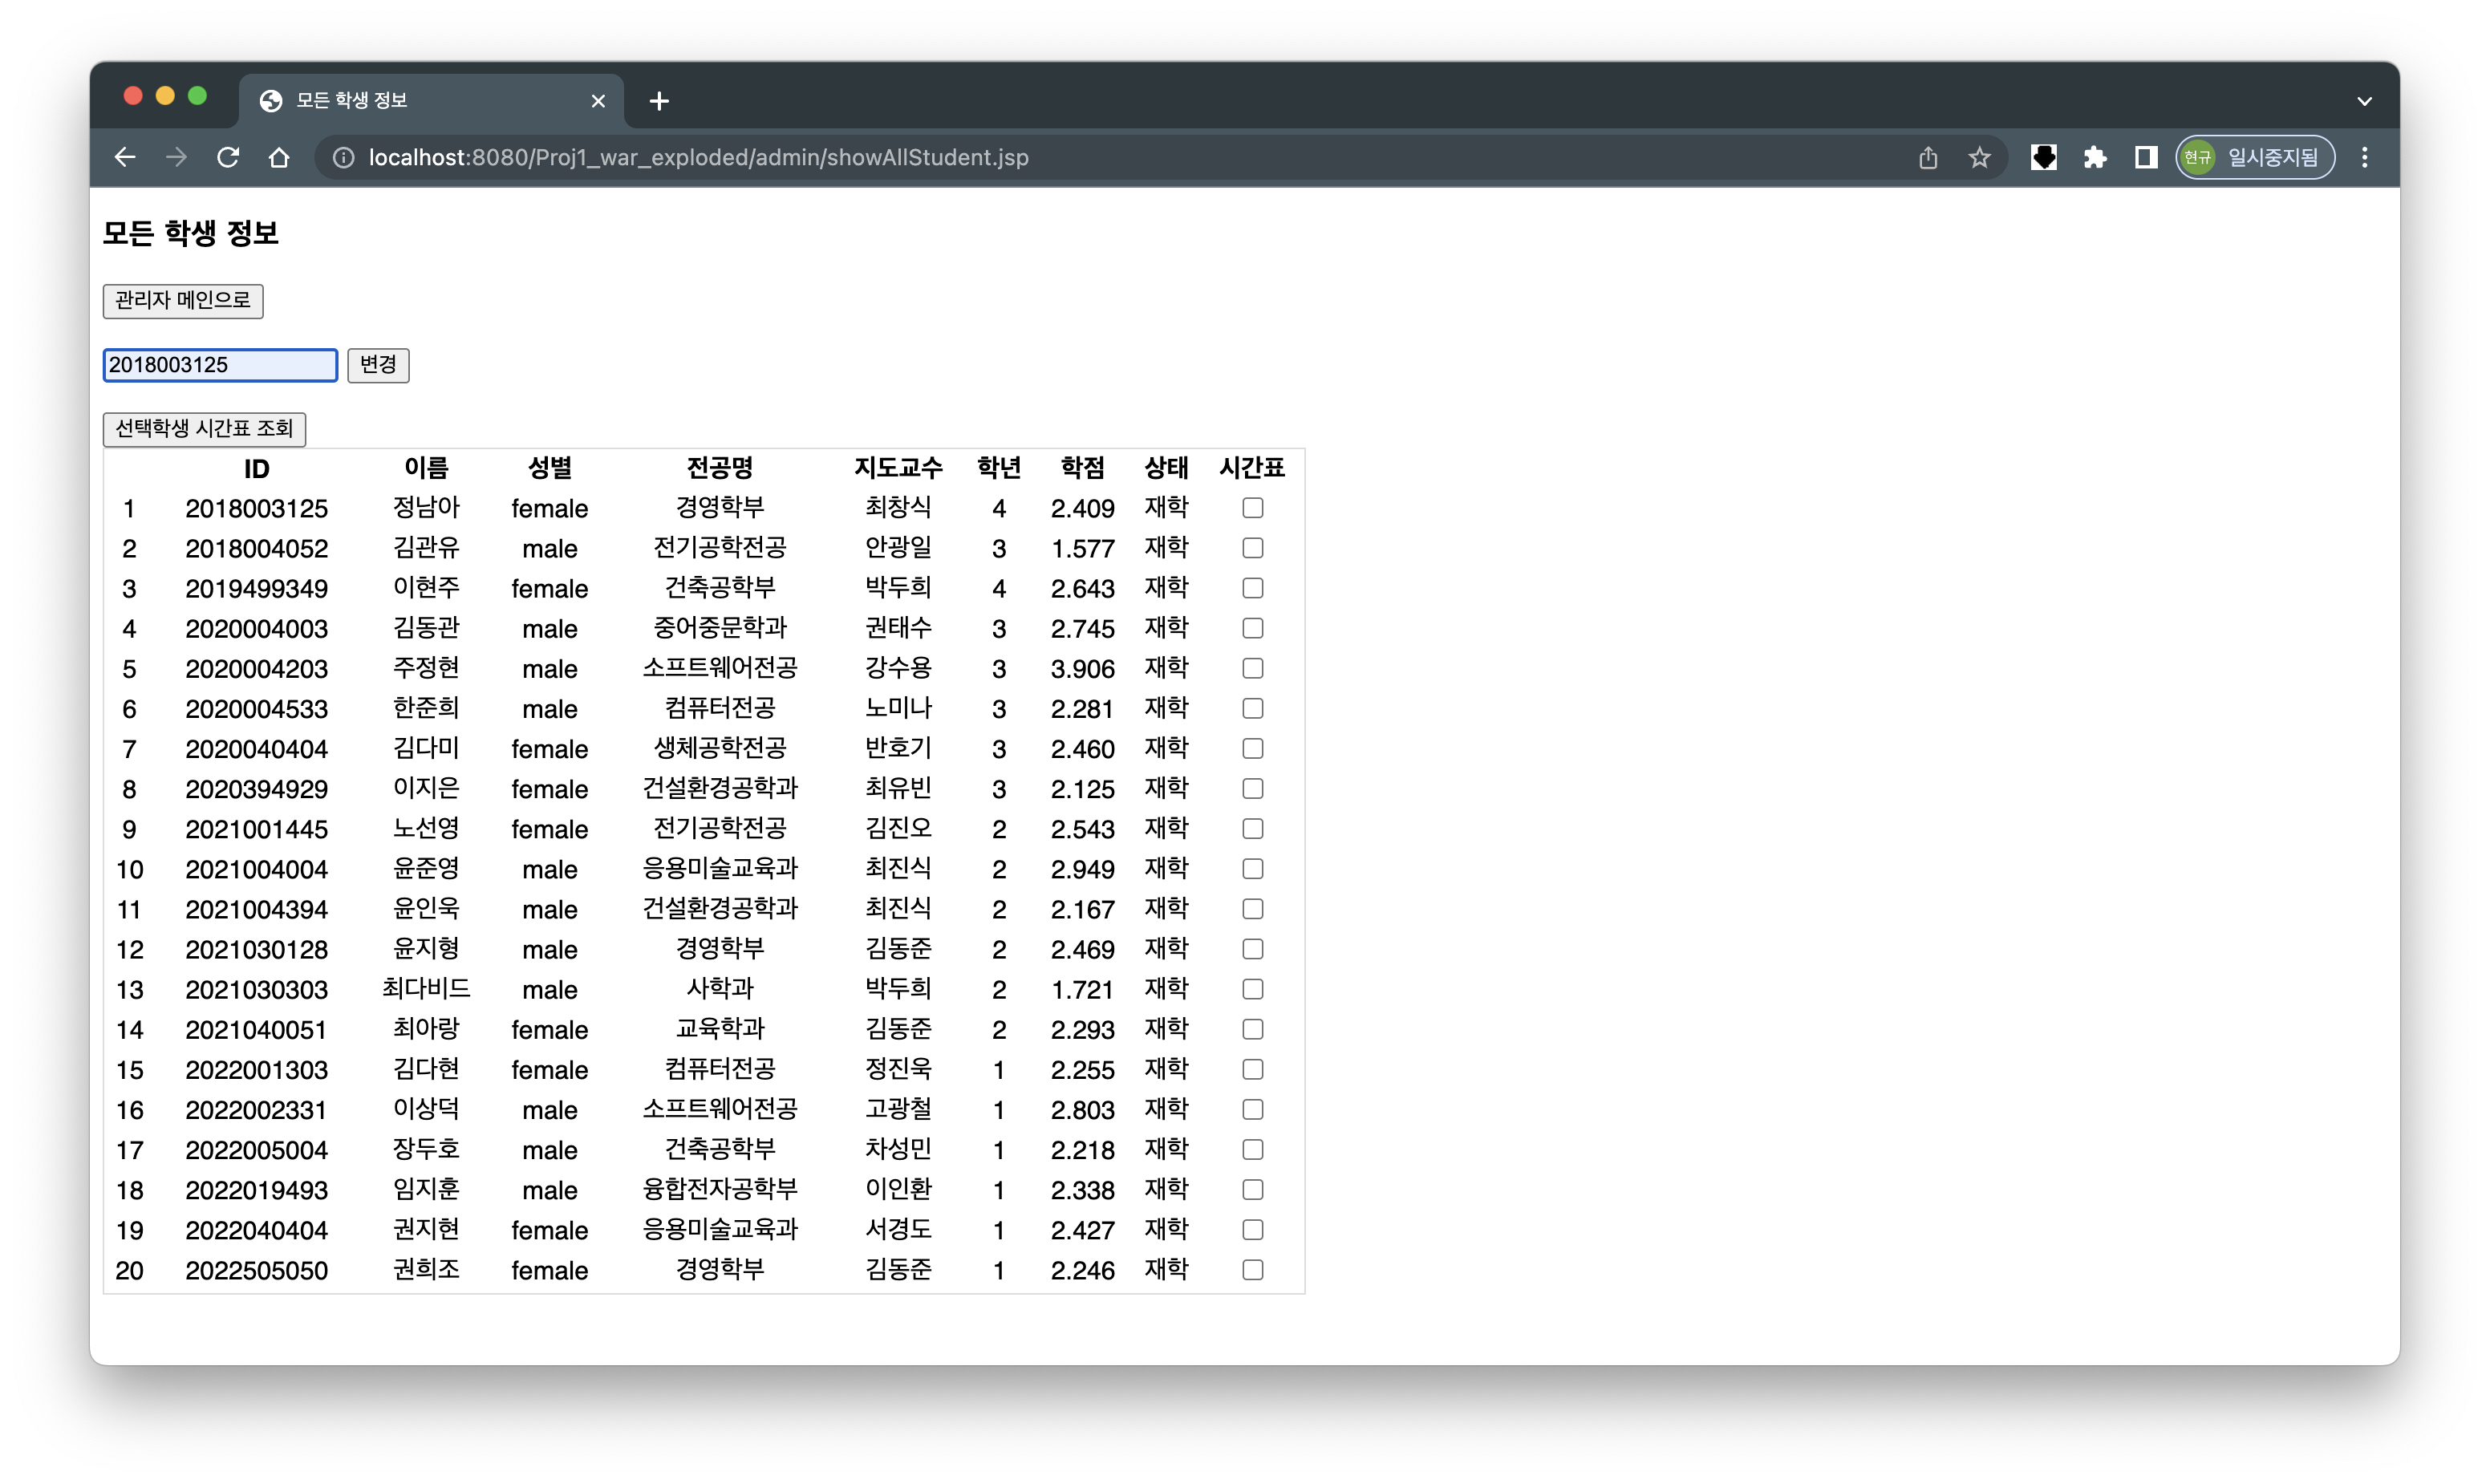 모든 학생 정보
localhost:8080/Proj1_war_exploded/admin/showAllStudent.jsp 현규 일시중지됨
모든 학생 정보
관리자 메인으로
2018003125 변경
선택학생 시간표 조회
ID 이름 성별 전공명 지도교수 학년 학점 상태 시간표
1 2018003125 정남아 female 경영학부 최창식 4 2.409 재학
2 2018004052 김관유 male 전기공학전공 안광일 3 1.577 재학
3 2019499349 이현주 female 건축공학부 박두희 4 2.643 재학
4 2020004003 김동관 male 중어중문학과 권태수 3 2.745 재학
5 2020004203 주정현 male 소프트웨어전공 강수용 3 3.906 재학
6 2020004533 한준희 male 컴퓨터전공 노미나 3 2.281 재학
7 2020040404 김다미 female 생체공학전공 반호기 3 2.460 재학
8 2020394929 이지은 female 건설환경공학과 최유빈 3 2.125 재학
9 2021001445 노선영 female 전기공학전공 김진오 2 2.543 재학
10 2021004004 윤준영 male 응용미술교육과 최진식 2 2.949 재학
11 2021004394 윤인욱 male 건설환경공학과 최진식 2 2.167 재학
12 2021030128 윤지형 male 경영학부 김동준 2 2.469 재학
13 2021030303 최다비드 male 사학과 박두희 2 1.721 재학
14 2021040051 최아랑 female 교육학과 김동준 2 2.293 재학
15 2022001303 김다현 female 컴퓨터전공 정진욱 1 2.255 재학
16 2022002331 이상덕 male 소프트웨어전공 고광철 1 2.803 재학
17 2022005004 장두호 male 건축공학부 차성민 1 2.218 재학
18 2022019493 임지훈 male 융합전자공학부 이인환 1 2.338 재학
19 2022040404 권지현 female 응용미술교육과 서경도 1 2.427 재학
20 2022505050 권희조 female 경영학부 김동준 1 2.246 재학